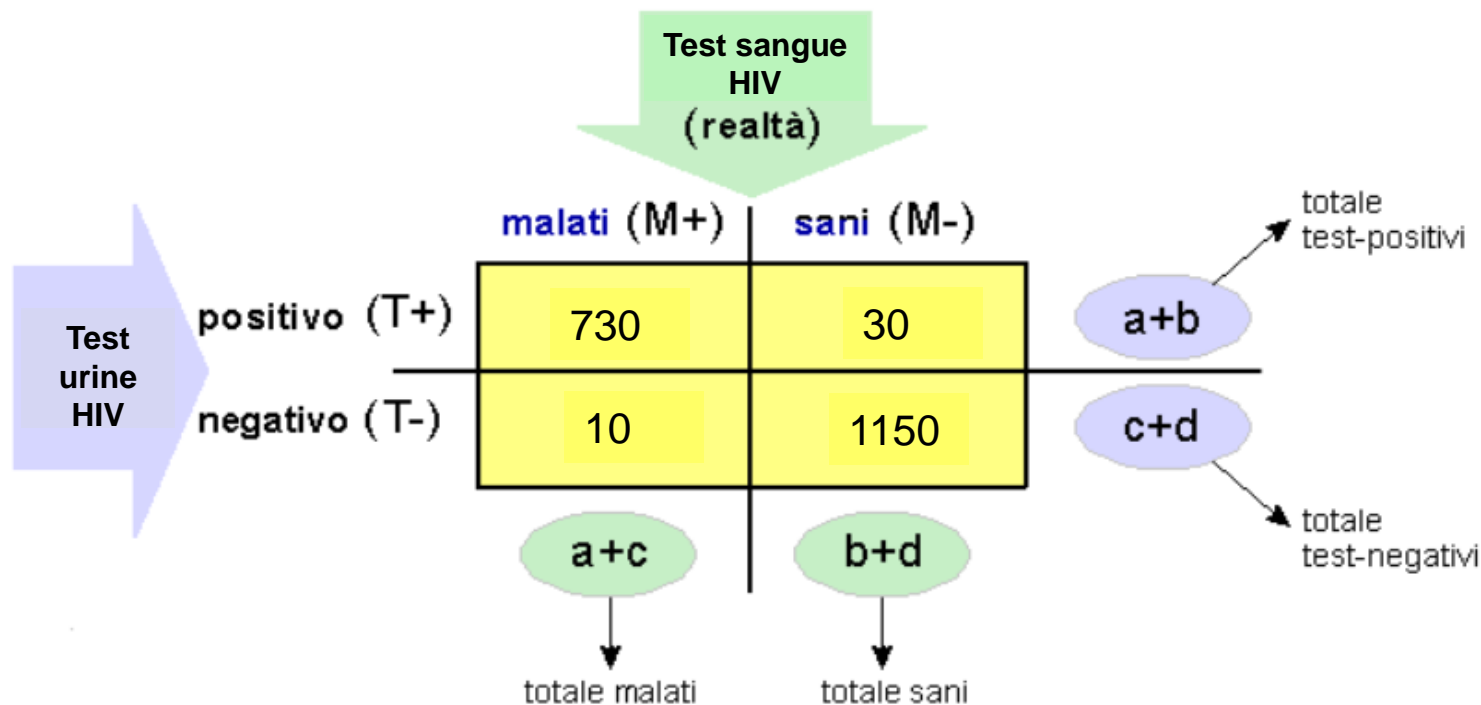 Test sangue
HIV
(realtà)
malati (M+)
sani (M-)
totale
test-positivi
Test
urine
HIV
positivo (T+)
730
30
a+b
negativo (T-)
10
1150
c+d
a+c
b+d
totale
test-negativi
totale malati
totale sani